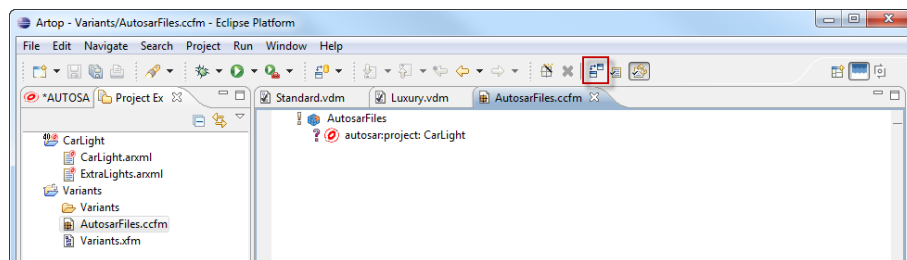 Artop - Variants/AutosarFiles.ccfm - Eclipse Platform
File Edit Navigate Search Project Run Window Help
*AUTOSA Project Ex Standard.vdm Luxury.vdm AutosarFiles.ccfm
AutosarFiles
autosar:project: CarLight
CarLight
CarLight.arxml
ExtraLights.arxml
Variants
Variants
AutosarFiles.ccfm
Variants.xfm